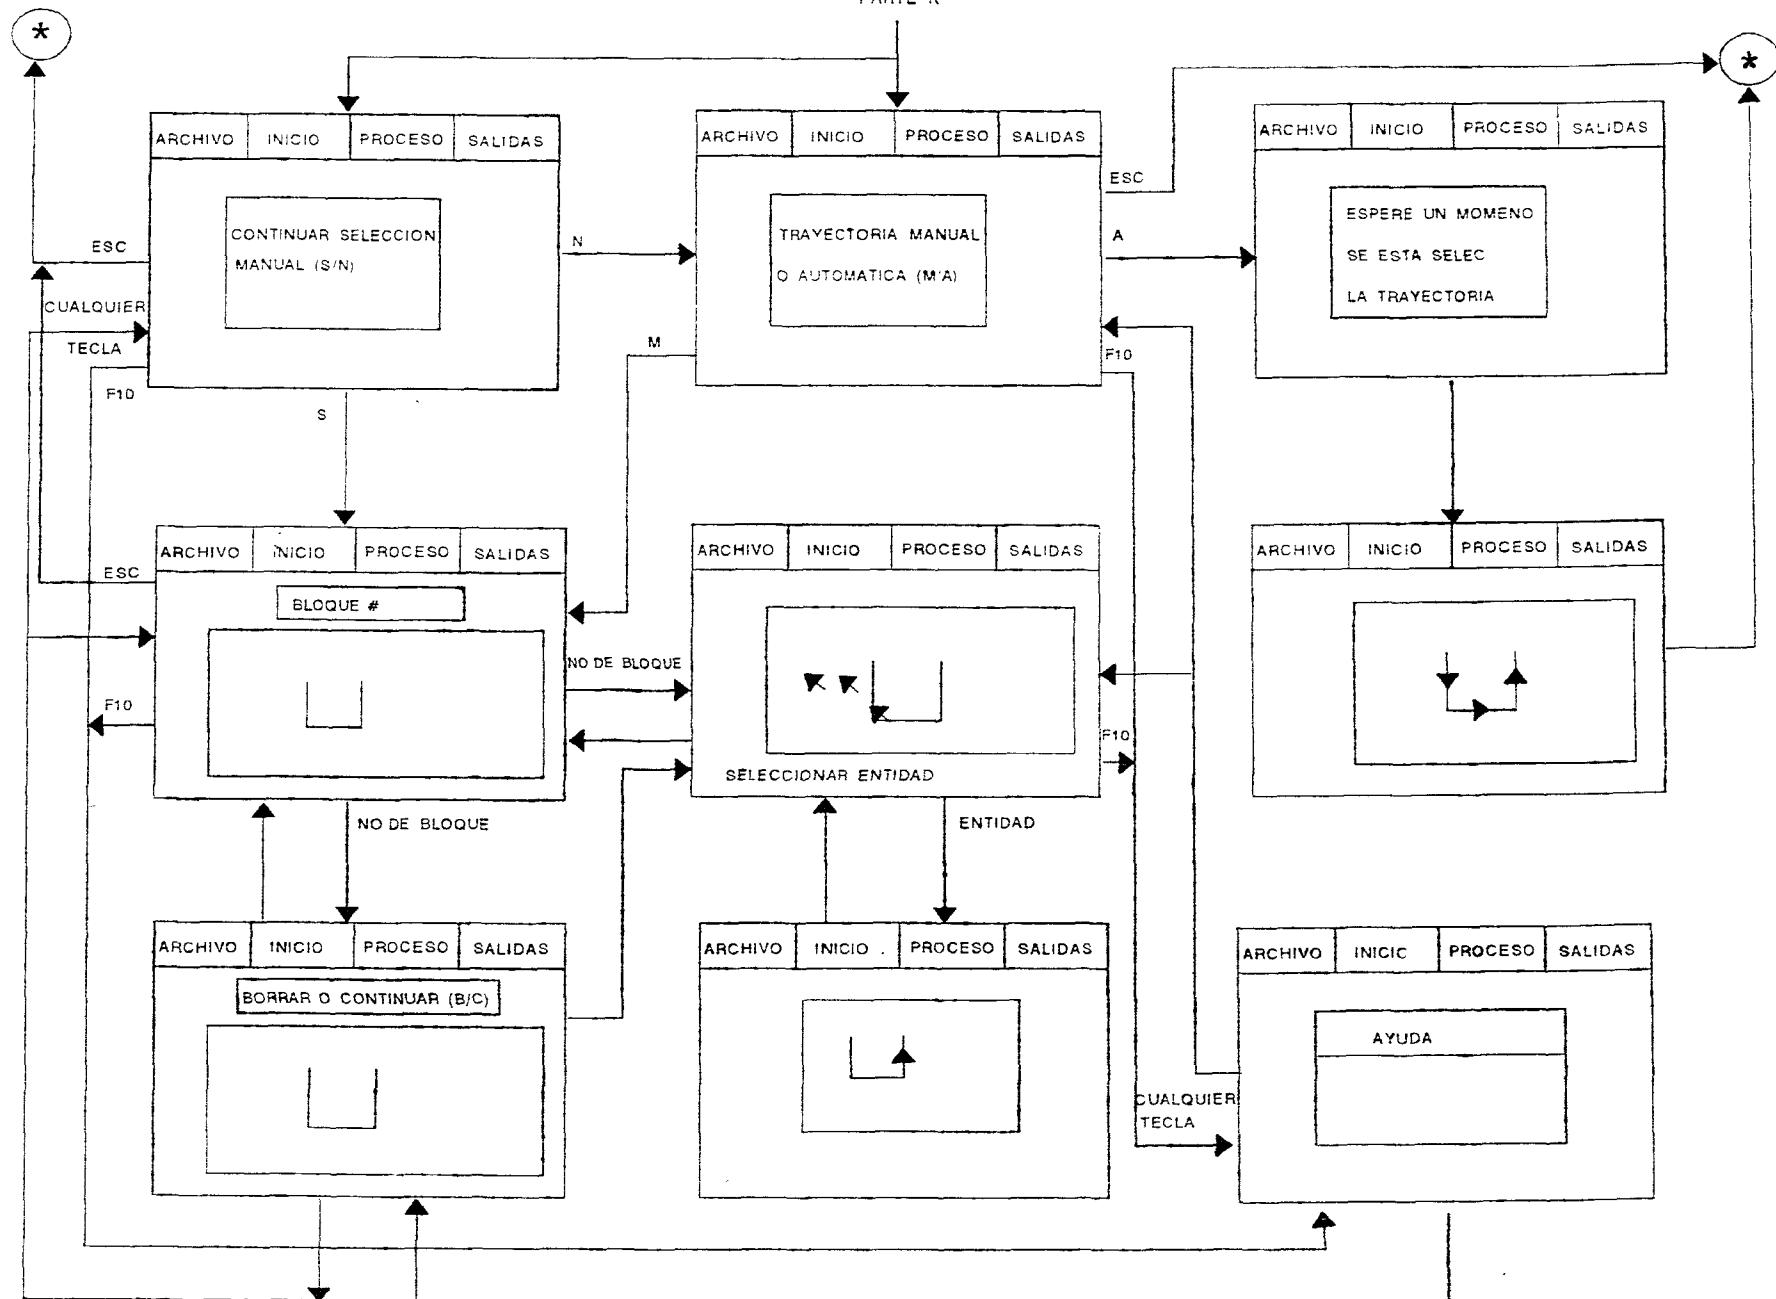 *
*
ARCHIVO INICIO PROCESO SALIDAS
CONTINUAR SELECCION
MANUAL (S/N)
ESC
CUALQUIER
TECLA
F10
S
N
ARCHIVO INICIO PROCESO SALIDAS
TRAYECTORIA MANUAL
O AUTOMATICA (M'A)
M
ESC
A
F10
ARCHIVO INICIO PROCESO SALIDAS
ESPERE UN MOMENO
SE ESTA SELEC
LA TRAYECTORIA
ARCHIVO INICIO PROCESO SALIDAS
BLOQUE #
ESC
F10
NO DE BLOQUE
NO DE BLOQUE
ARCHIVO INICIO PROCESO SALIDAS
SELECCIONAR ENTIDAD
F10
ENTIDAD
ARCHIVO INICIO PROCESO SALIDAS
ARCHIVO INICIO PROCESO SALIDAS
BORRAR O CONTINUAR (B/C)
ARCHIVO INICIO . PROCESO SALIDAS
CUALQUIER
TECLA
ARCHIVO INICIC PROCESO SALIDAS
AYUDA